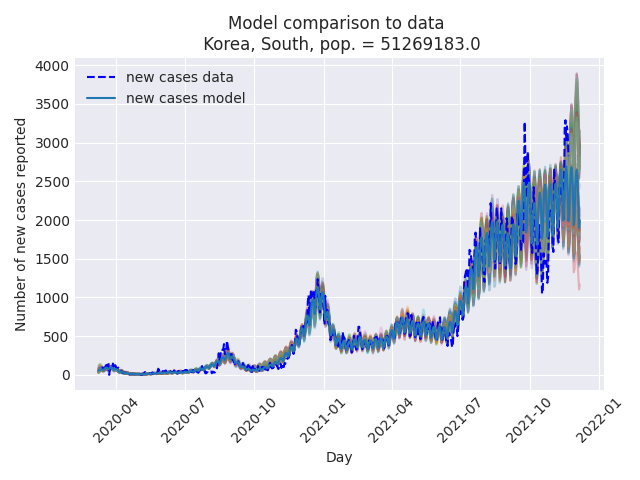 Model comparison to data
Korea, South, pop. = 51269183.0
new cases data
new cases model
Number of new cases reported
4000
3500
3000
2500
2000
1500
1000
500
0
2020-04
2020-07
2020-10
2021-01
2021-04
2021-07
2021-10
2022-01
Day